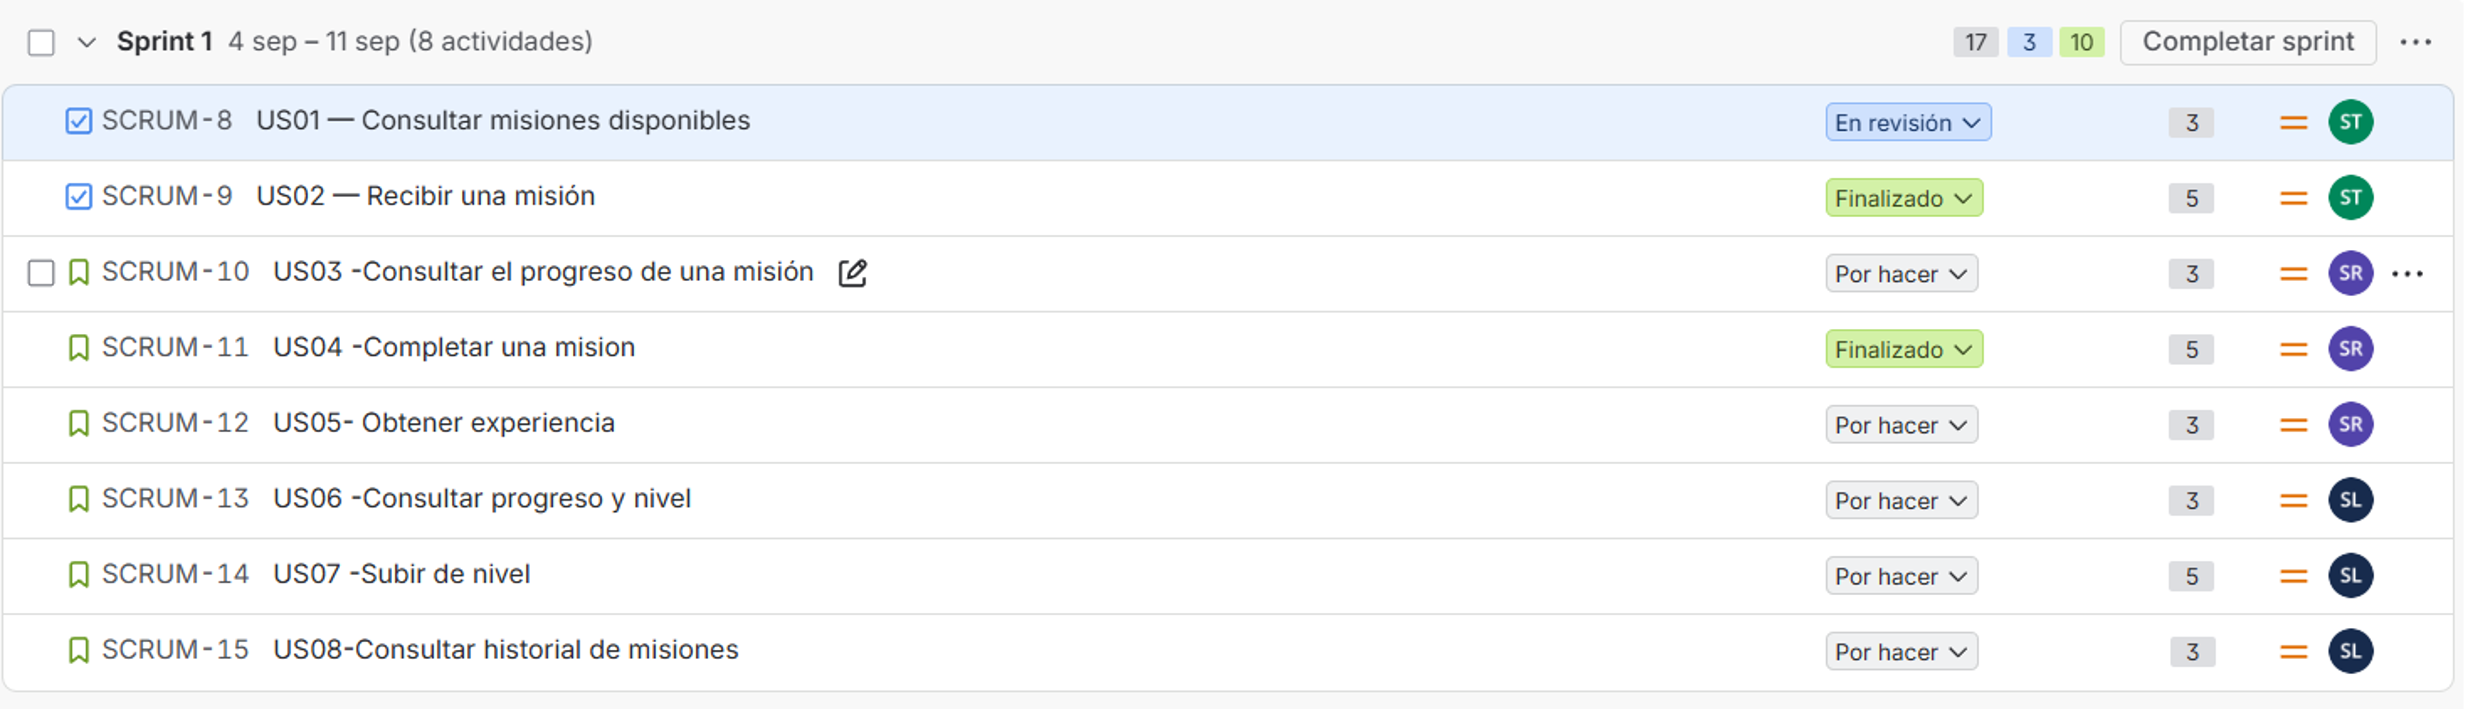 Sprint 1 4 sep – 11 sep (8 actividades) 17 3 10 Completar sprint
SCRUM-8 US01 — Consultar misiones disponibles En revisión 3 ST
SCRUM-9 US02 — Recibir una misión Finalizado 5 ST
SCRUM-10 US03 -Consultar el progreso de una misión Por hacer 3 SR
SCRUM-11 US04 -Completar una mision Finalizado 5 SR
SCRUM-12 US05- Obtener experiencia Por hacer 3 SR
SCRUM-13 US06 -Consultar progreso y nivel Por hacer 3 SL
SCRUM-14 US07 -Subir de nivel Por hacer 5 SL
SCRUM-15 US08-Consultar historial de misiones Por hacer 3 SL